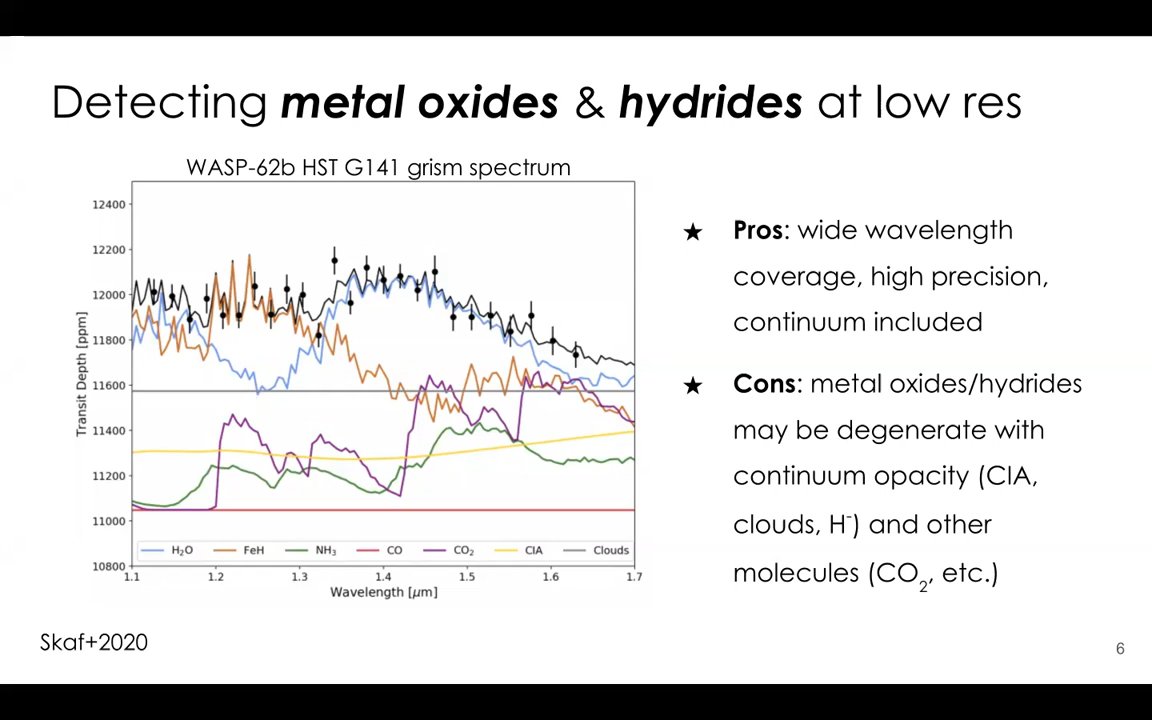 Detecting metal oxides & hydrides at low res
WASP-62b HST G141 grism spectrum
12400
12200
12000
11800
11600
11400
11200
11000
10800
Transit Depth [ppm]
H₂O FeH NH₃ CO CO₂ CIA Clouds
1.1 1.2 1.3 1.4 1.5 1.6 1.7
Wavelength [μm]
★ Pros: wide wavelength
coverage, high precision,
continuum included
★ Cons: metal oxides/hydrides
may be degenerate with
continuum opacity (CIA,
clouds, H⁻) and other
molecules (CO₂, etc.)
Skaf+2020
6